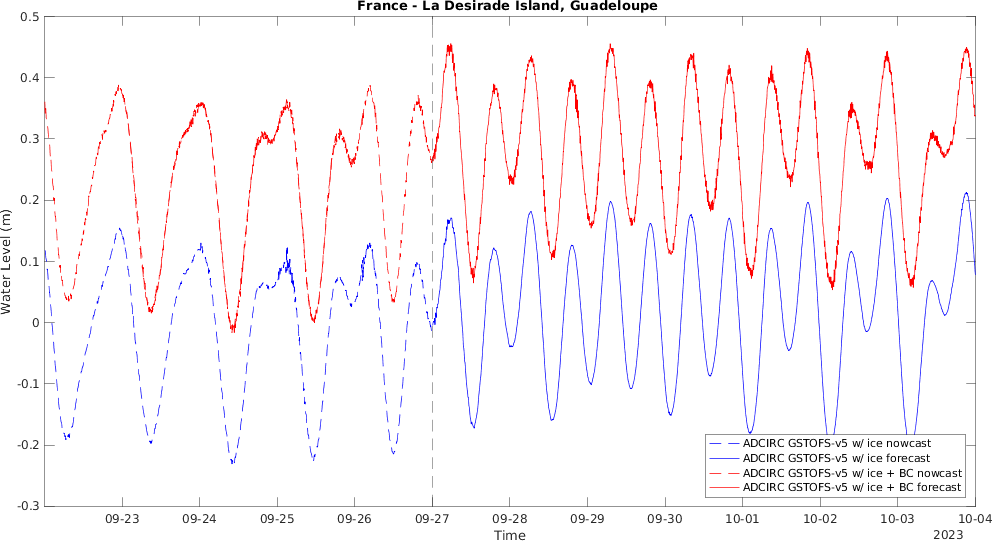 France - La Desirade Island, Guadeloupe
0.5
0.4
0.3
0.2
0.1
0
-0.1
-0.2
-0.3
Water Level (m)
09-23 09-24 09-25 09-26 09-27 09-28 09-29 09-30 10-01 10-02 10-03 10-04
Time
2023
ADCIRC GSTOFS-v5 w/ ice nowcast
ADCIRC GSTOFS-v5 w/ ice forecast
ADCIRC GSTOFS-v5 w/ ice + BC nowcast
ADCIRC GSTOFS-v5 w/ ice + BC forecast